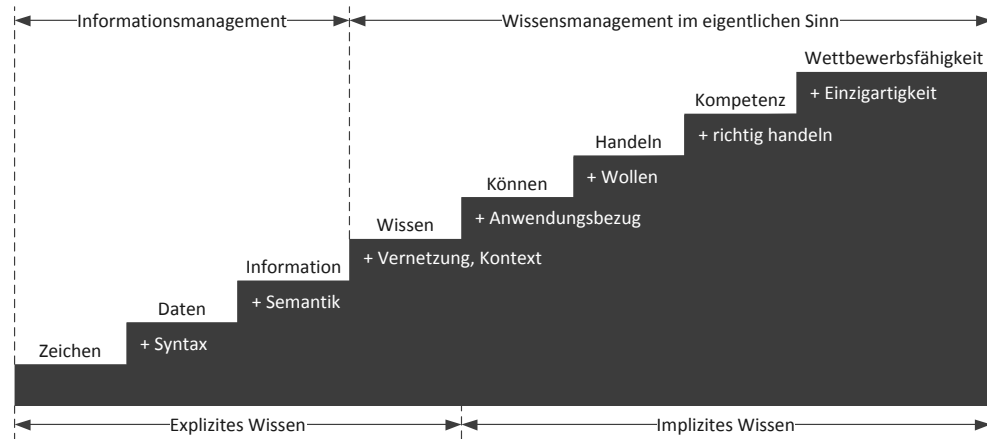 Informationsmanagement
Wissensmanagement im eigentlichen Sinn
Wettbewerbsfähigkeit
+ Einzigartigkeit
Kompetenz
+ richtig handeln
Handeln
+ Wollen
Können
+ Anwendungsbezug
Wissen
+ Vernetzung, Kontext
Information
+ Semantik
Daten
+ Syntax
Zeichen
Explizites Wissen
Implizites Wissen